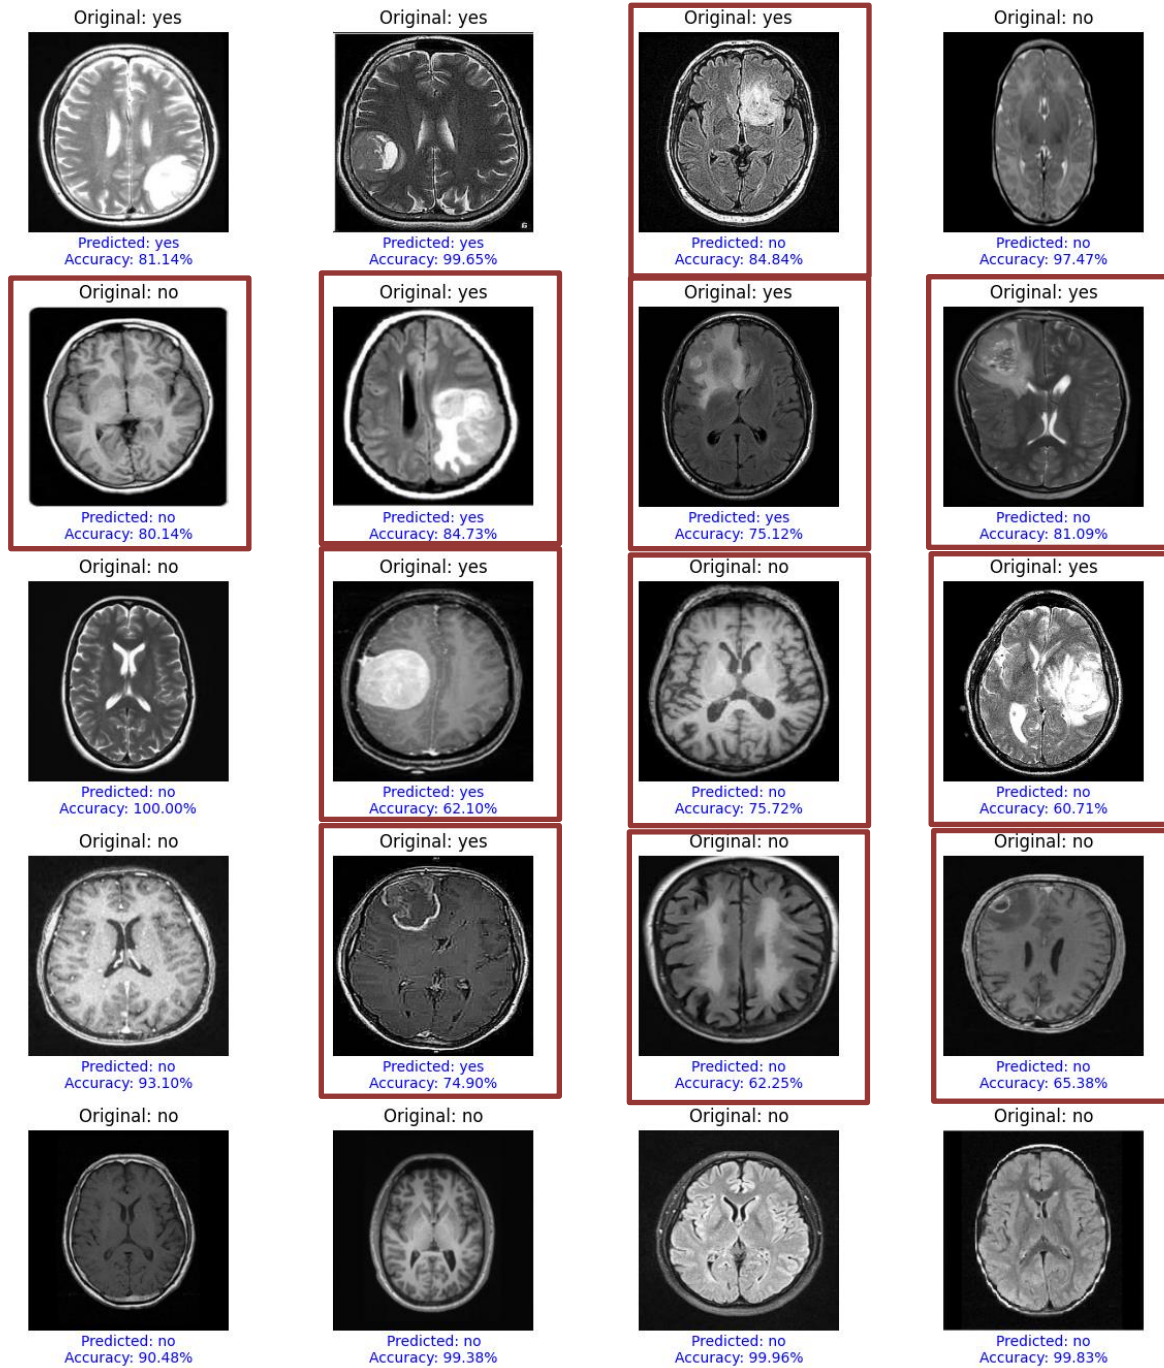 Original: yes
Original: yes
Original: yes
Original: no
Predicted: yes
Accuracy: 81.14%
Predicted: yes
Accuracy: 99.65%
Predicted: no
Accuracy: 84.84%
Predicted: no
Accuracy: 97.47%
Original: no
Original: yes
Original: yes
Original: yes
Predicted: no
Accuracy: 80.14%
Predicted: yes
Accuracy: 84.73%
Predicted: yes
Accuracy: 75.12%
Predicted: no
Accuracy: 81.09%
Original: no
Original: yes
Original: no
Original: yes
Predicted: no
Accuracy: 100.00%
Predicted: yes
Accuracy: 62.10%
Predicted: no
Accuracy: 75.72%
Predicted: no
Accuracy: 60.71%
Original: no
Original: yes
Original: no
Original: no
Predicted: no
Accuracy: 93.10%
Predicted: yes
Accuracy: 74.90%
Predicted: no
Accuracy: 62.25%
Predicted: no
Accuracy: 65.38%
Original: no
Original: no
Original: no
Original: no
Predicted: no
Accuracy: 90.48%
Predicted: no
Accuracy: 99.38%
Predicted: no
Accuracy: 99.96%
Predicted: no
Accuracy: 99.83%